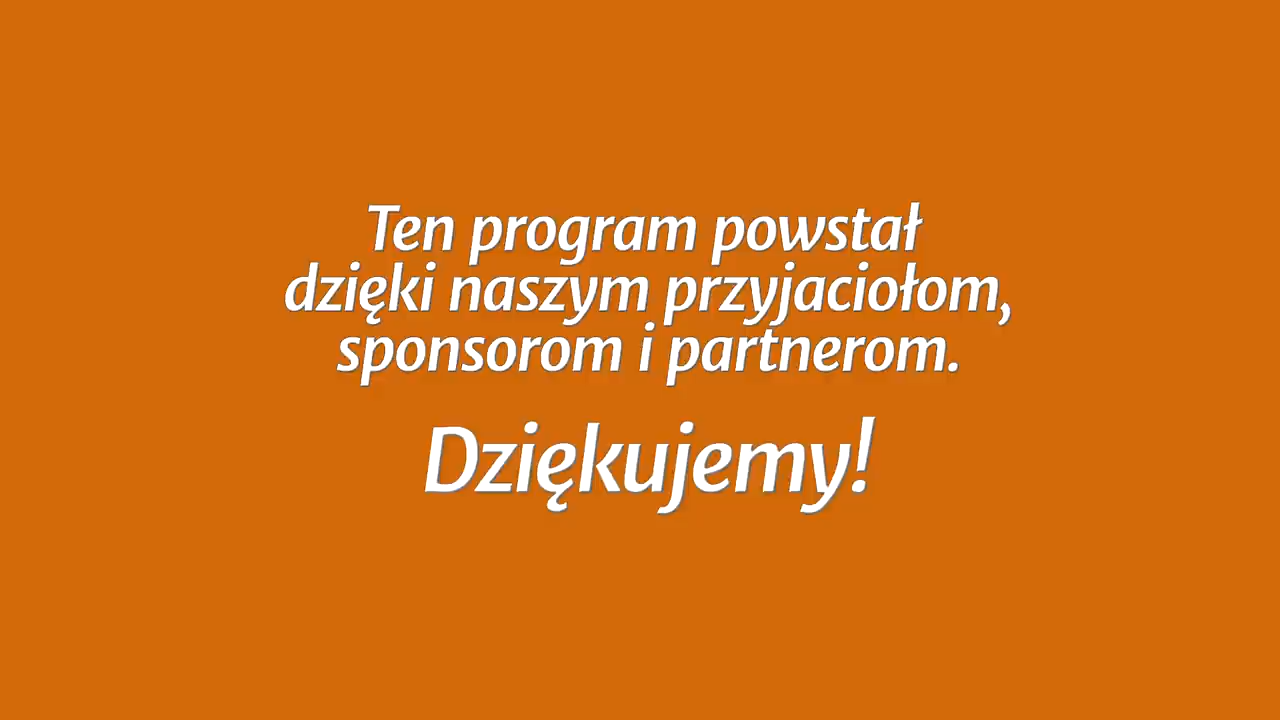 Ten program powstał
dzięki naszym przyjaciołom,
sponsorom i partnerom.
Dziękujemy!